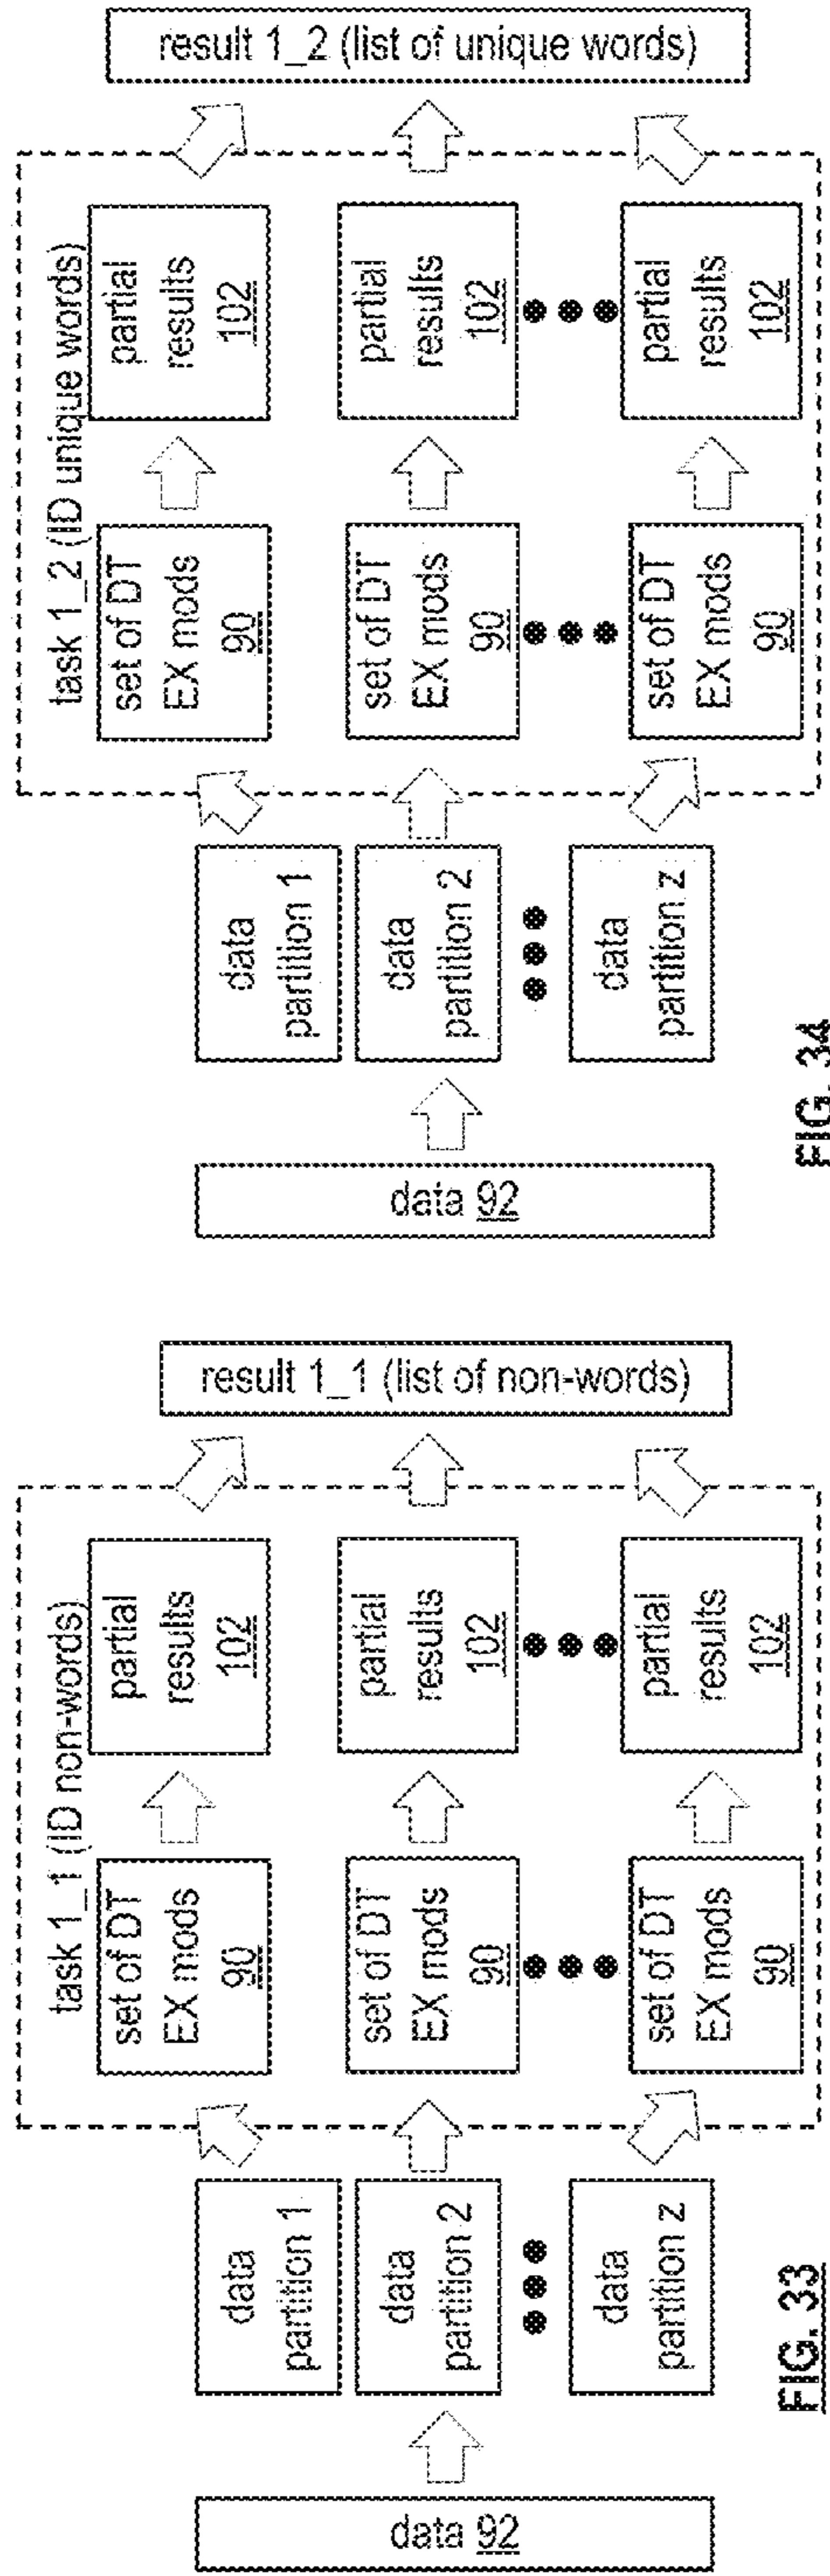 task 1_1 (ID non-words)
data 92
data
partition 1
data
partition 2
data
partition z
set of DT
EX mods
90
set of DT
EX mods
90
set of DT
EX mods
90
partial
results
102
partial
results
102
partial
results
102
result 1_1 (list of non-words)
FIG. 33
task 1_2 (ID unique words)
data 92
data
partition 1
data
partition 2
data
partition z
set of DT
EX mods
90
set of DT
EX mods
90
set of DT
EX mods
90
partial
results
102
partial
results
102
partial
results
102
result 1_2 (list of unique words)
FIG. 34